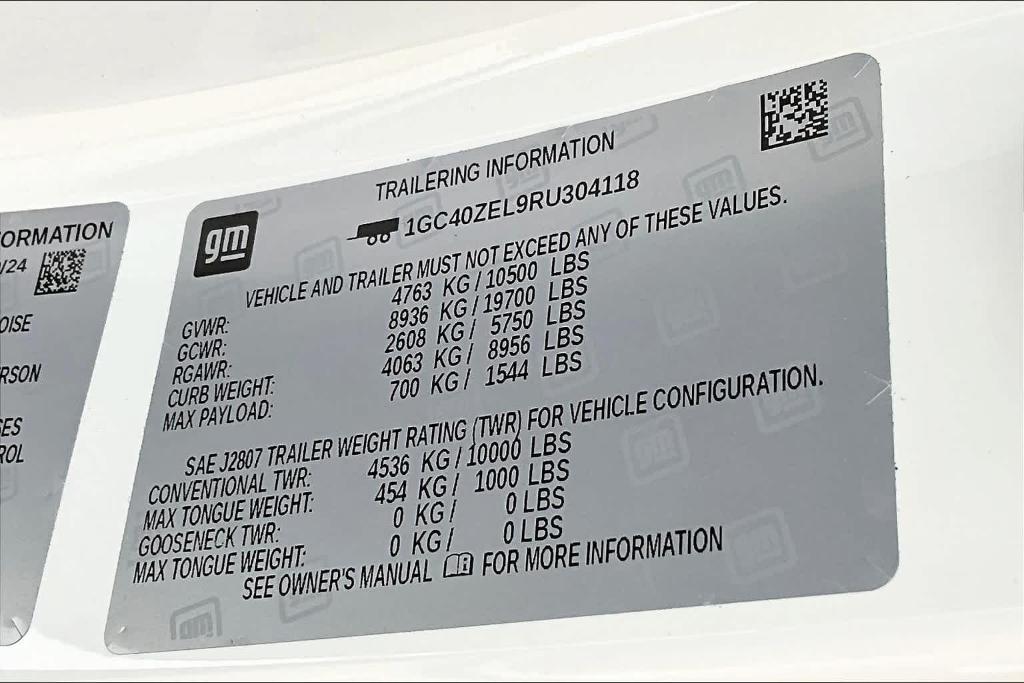 ORMATION
/24
OISE
RSON
SES
ROL
TRAILERING INFORMATION
gm 1GC40ZEL9RU304118
VEHICLE AND TRAILER MUST NOT EXCEED ANY OF THESE VALUES.
GVWR: 4763 KG/10500 LBS
GCWR: 8936 KG/19700 LBS
RGAWR: 2608 KG/ 5750 LBS
CURB WEIGHT: 4063 KG/ 8956 LBS
MAX PAYLOAD: 700 KG/ 1544 LBS
SAE J2807 TRAILER WEIGHT RATING (TWR) FOR VEHICLE CONFIGURATION.
CONVENTIONAL TWR: 4536 KG/10000 LBS
MAX TONGUE WEIGHT: 454 KG/ 1000 LBS
GOOSENECK TWR: 0 KG/ 0 LBS
MAX TONGUE WEIGHT: 0 KG/ 0 LBS
SEE OWNER'S MANUAL FOR MORE INFORMATION